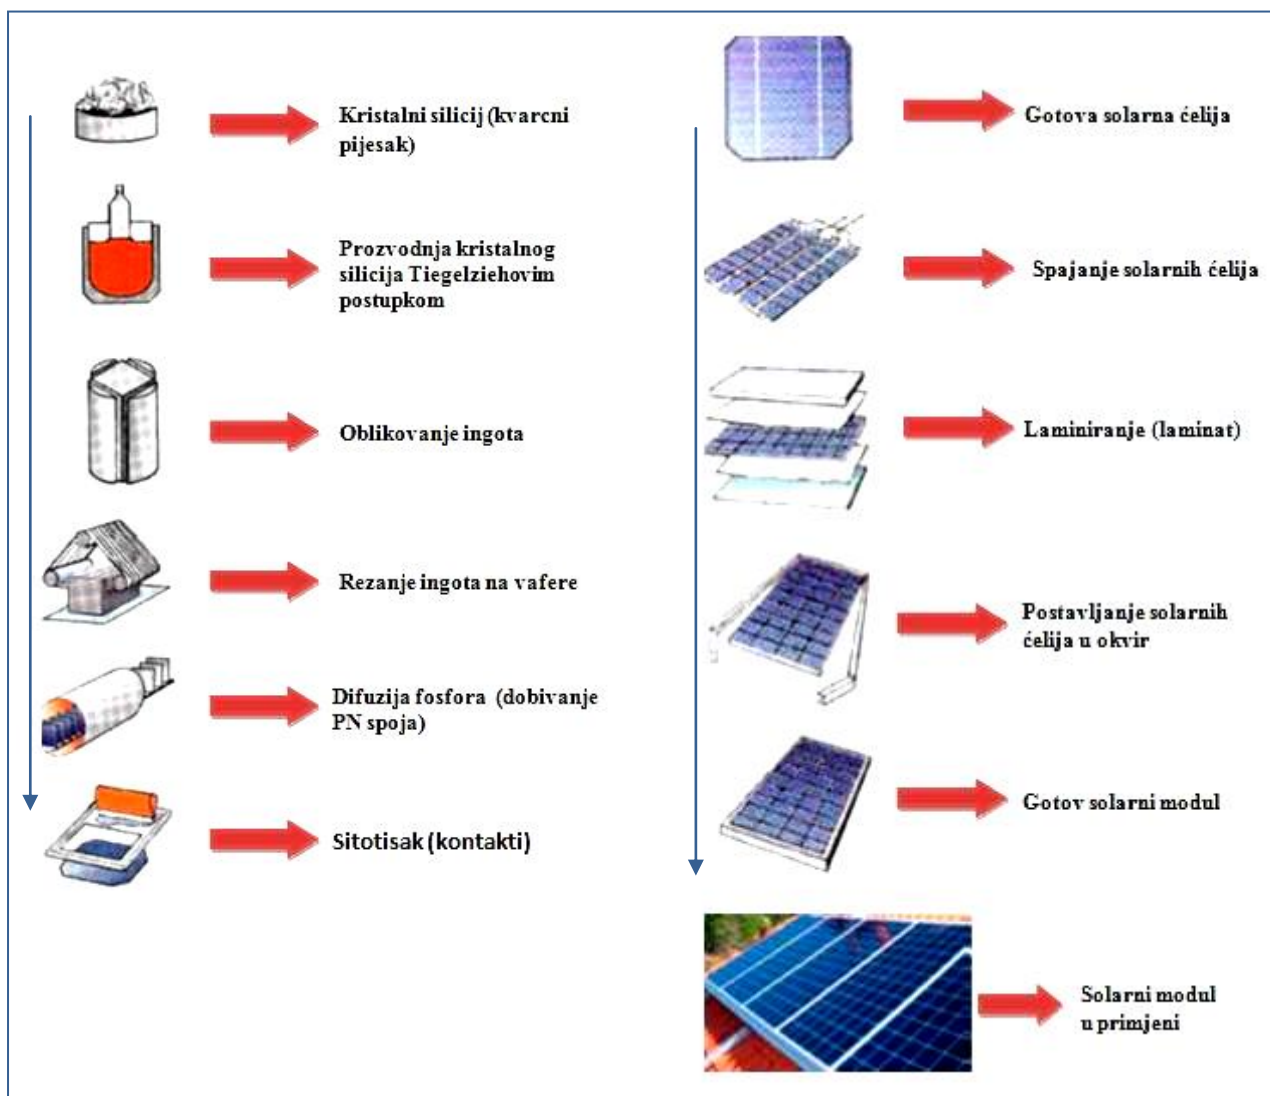 Kristalni silicij (kvarcni
pijesak)
Prozvodnja kristalnog
silicija Tiegelziehovim
postupkom
Oblikovanje ingota
Rezanje ingota na vafere
Difuzija fosfora (dobivanje
PN spoja)
Sitotisak (kontakti)
Gotova solarna ćelija
Spajanje solarnih ćelija
Laminiranje (laminat)
Postavljanje solarnih
ćelija u okvir
Gotov solarni modul
Solarni modul
u primjeni